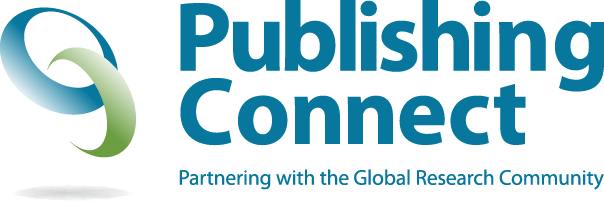 Publishing
Connect
Partnering with the Global Research Community